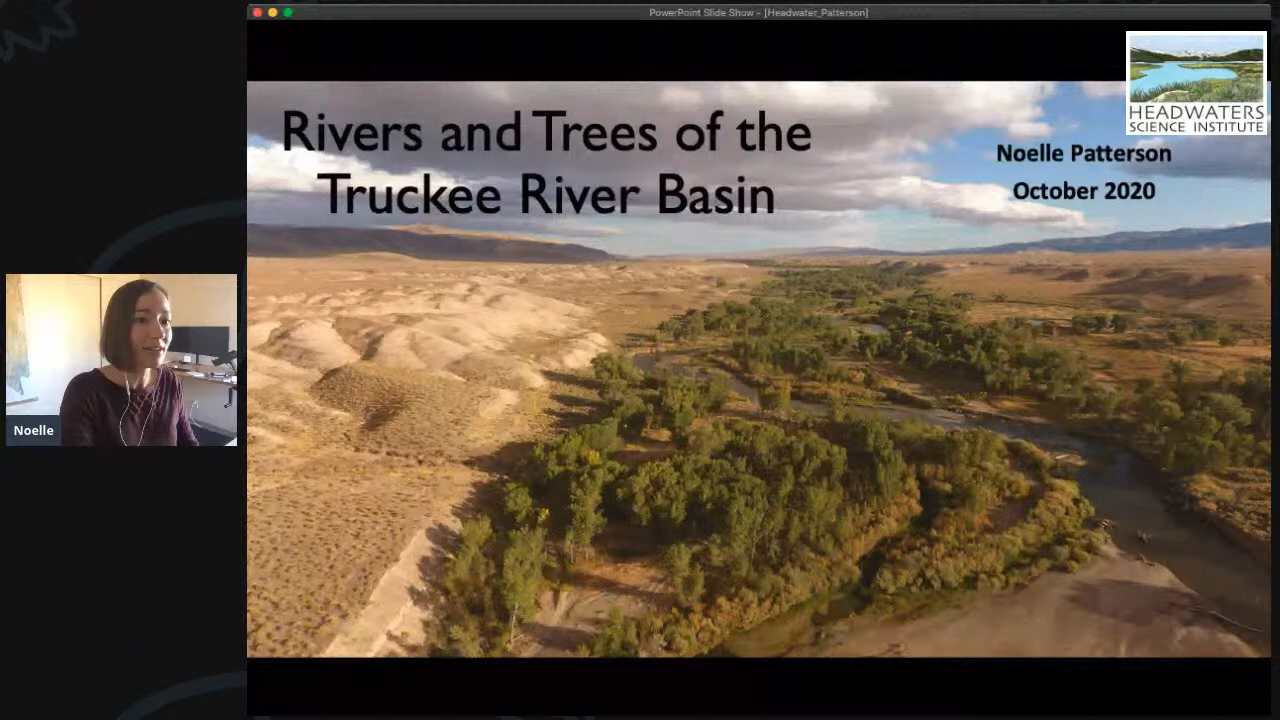 PowerPoint Slide Show - [Headwater_Patterson]
HEADWATERS
SCIENCE INSTITUTE
Rivers and Trees of the
Truckee River Basin
Noelle Patterson
October 2020
Noelle